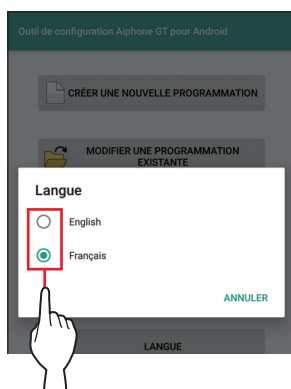 Outil de configuration Aiphone GT pour Android
CRÉER UNE NOUVELLE PROGRAMMATION
MODIFIER UNE PROGRAMMATION
EXISTANTE
Langue
English
Français
ANNULER
LANGUE